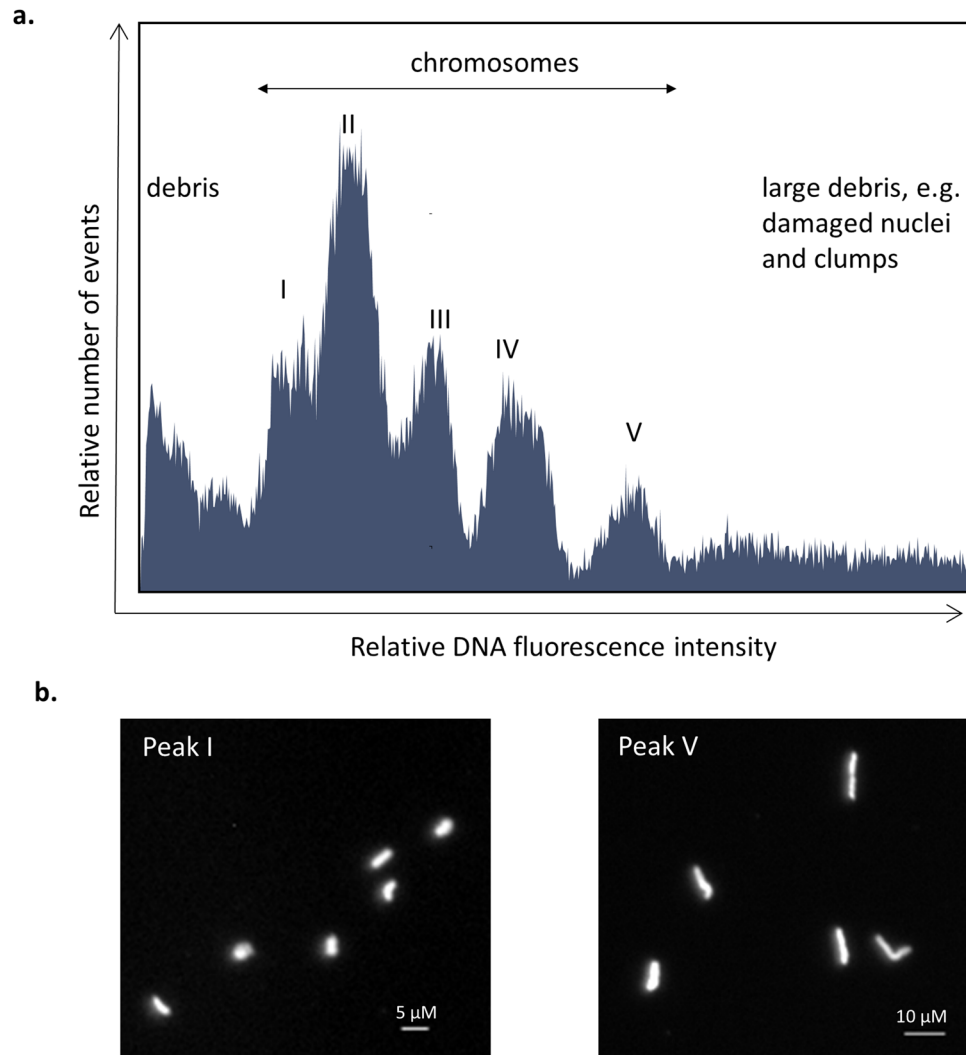 a.
chromosomes
II
debris
large debris, e.g.
damaged nuclei
and clumps
I
III
IV
V
Relative number of events
Relative DNA fluorescence intensity
b.
Peak I
5 µM
Peak V
10 µM